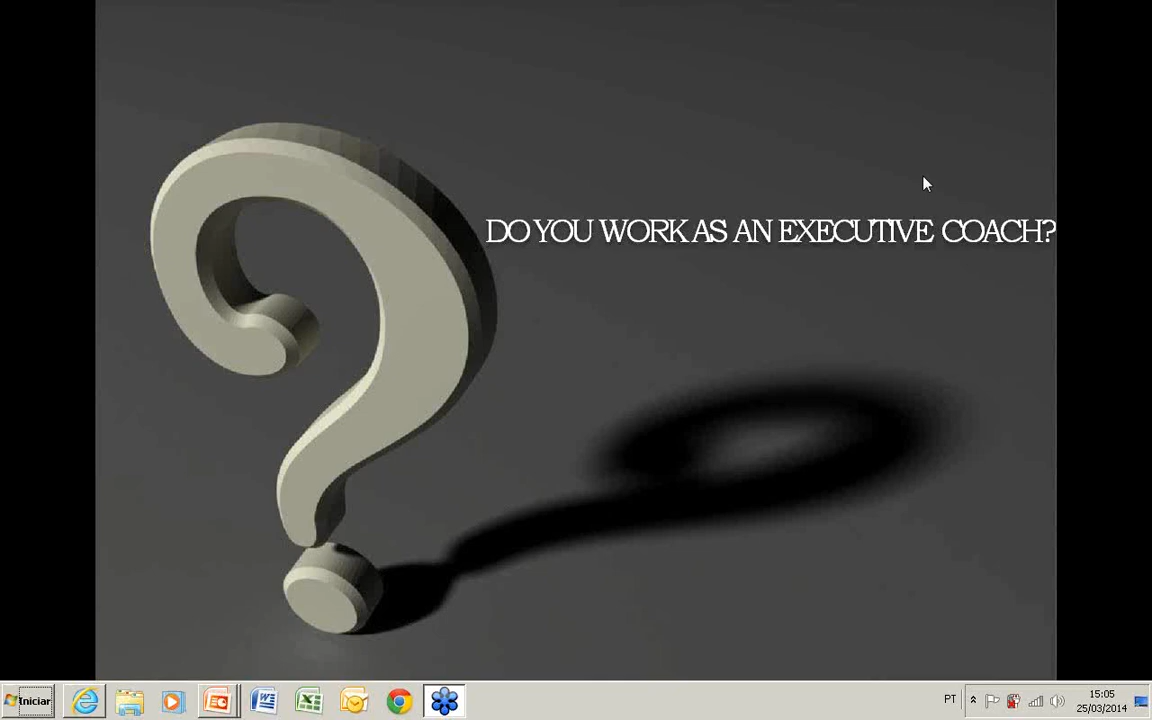 DO YOU WORK AS AN EXECUTIVE COACH?
Iniciar
PT
15:05
25/03/2014